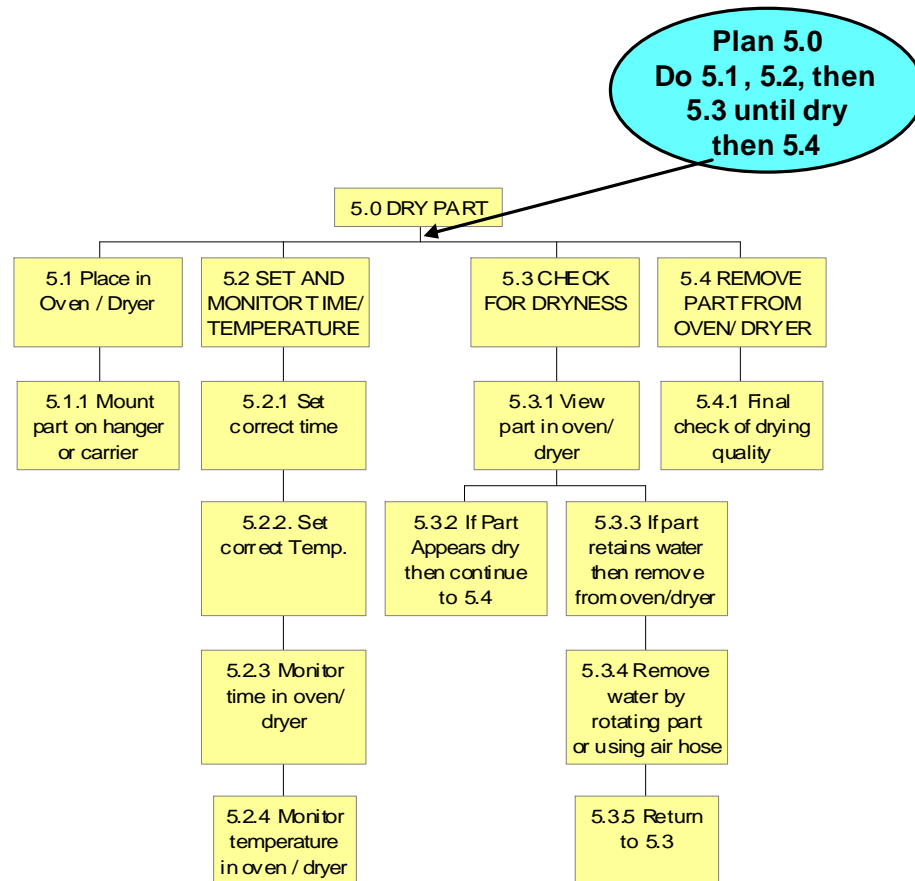 Plan 5.0
Do 5.1, 5.2, then
5.3 until dry
then 5.4
5.0 DRY PART
5.1 Place in
Oven / Dryer
5.2 SET AND
MONITOR TIME/
TEMPERATURE
5.3 CHECK
FOR DRYNESS
5.4 REMOVE
PART FROM
OVEN/ DRYER
5.1.1 Mount
part on hanger
or carrier
5.2.1 Set
correct time
5.3.1 View
part in oven/
dryer
5.4.1 Final
check of drying
quality
5.2.2. Set
correct Temp.
5.3.2 If Part
Appears dry
then continue
to 5.4
5.3.3 If part
retains water
then remove
from oven/dryer
5.2.3 Monitor
time in oven/
dryer
5.3.4 Remove
water by
rotating part
or using air hose
5.2.4 Monitor
temperature
in oven / dryer
5.3.5 Return
to 5.3